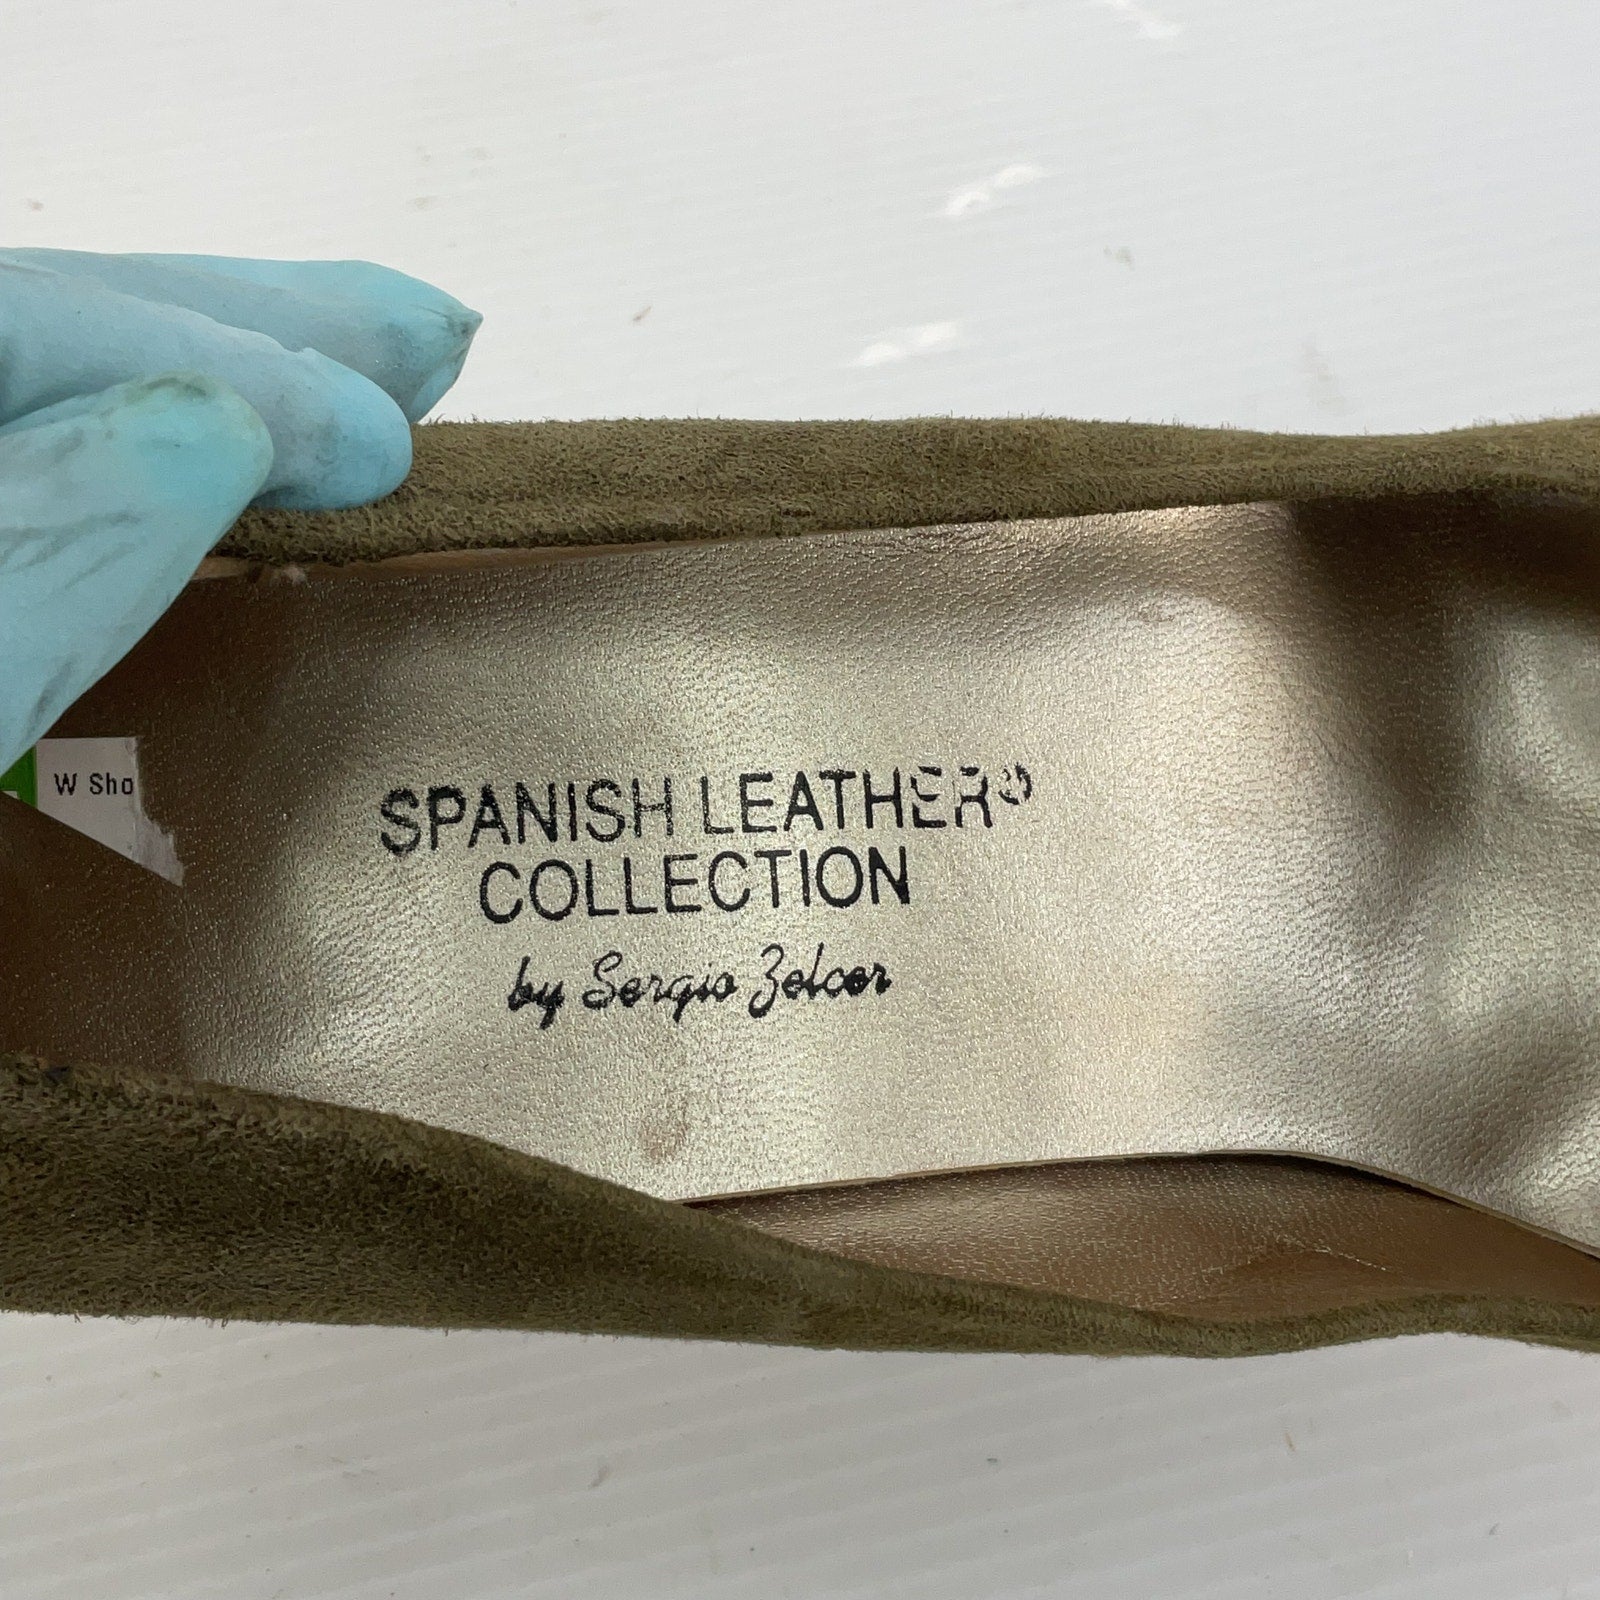 W Sho
SPANISH LEATHER®
COLLECTION
by Sergio Zelcer